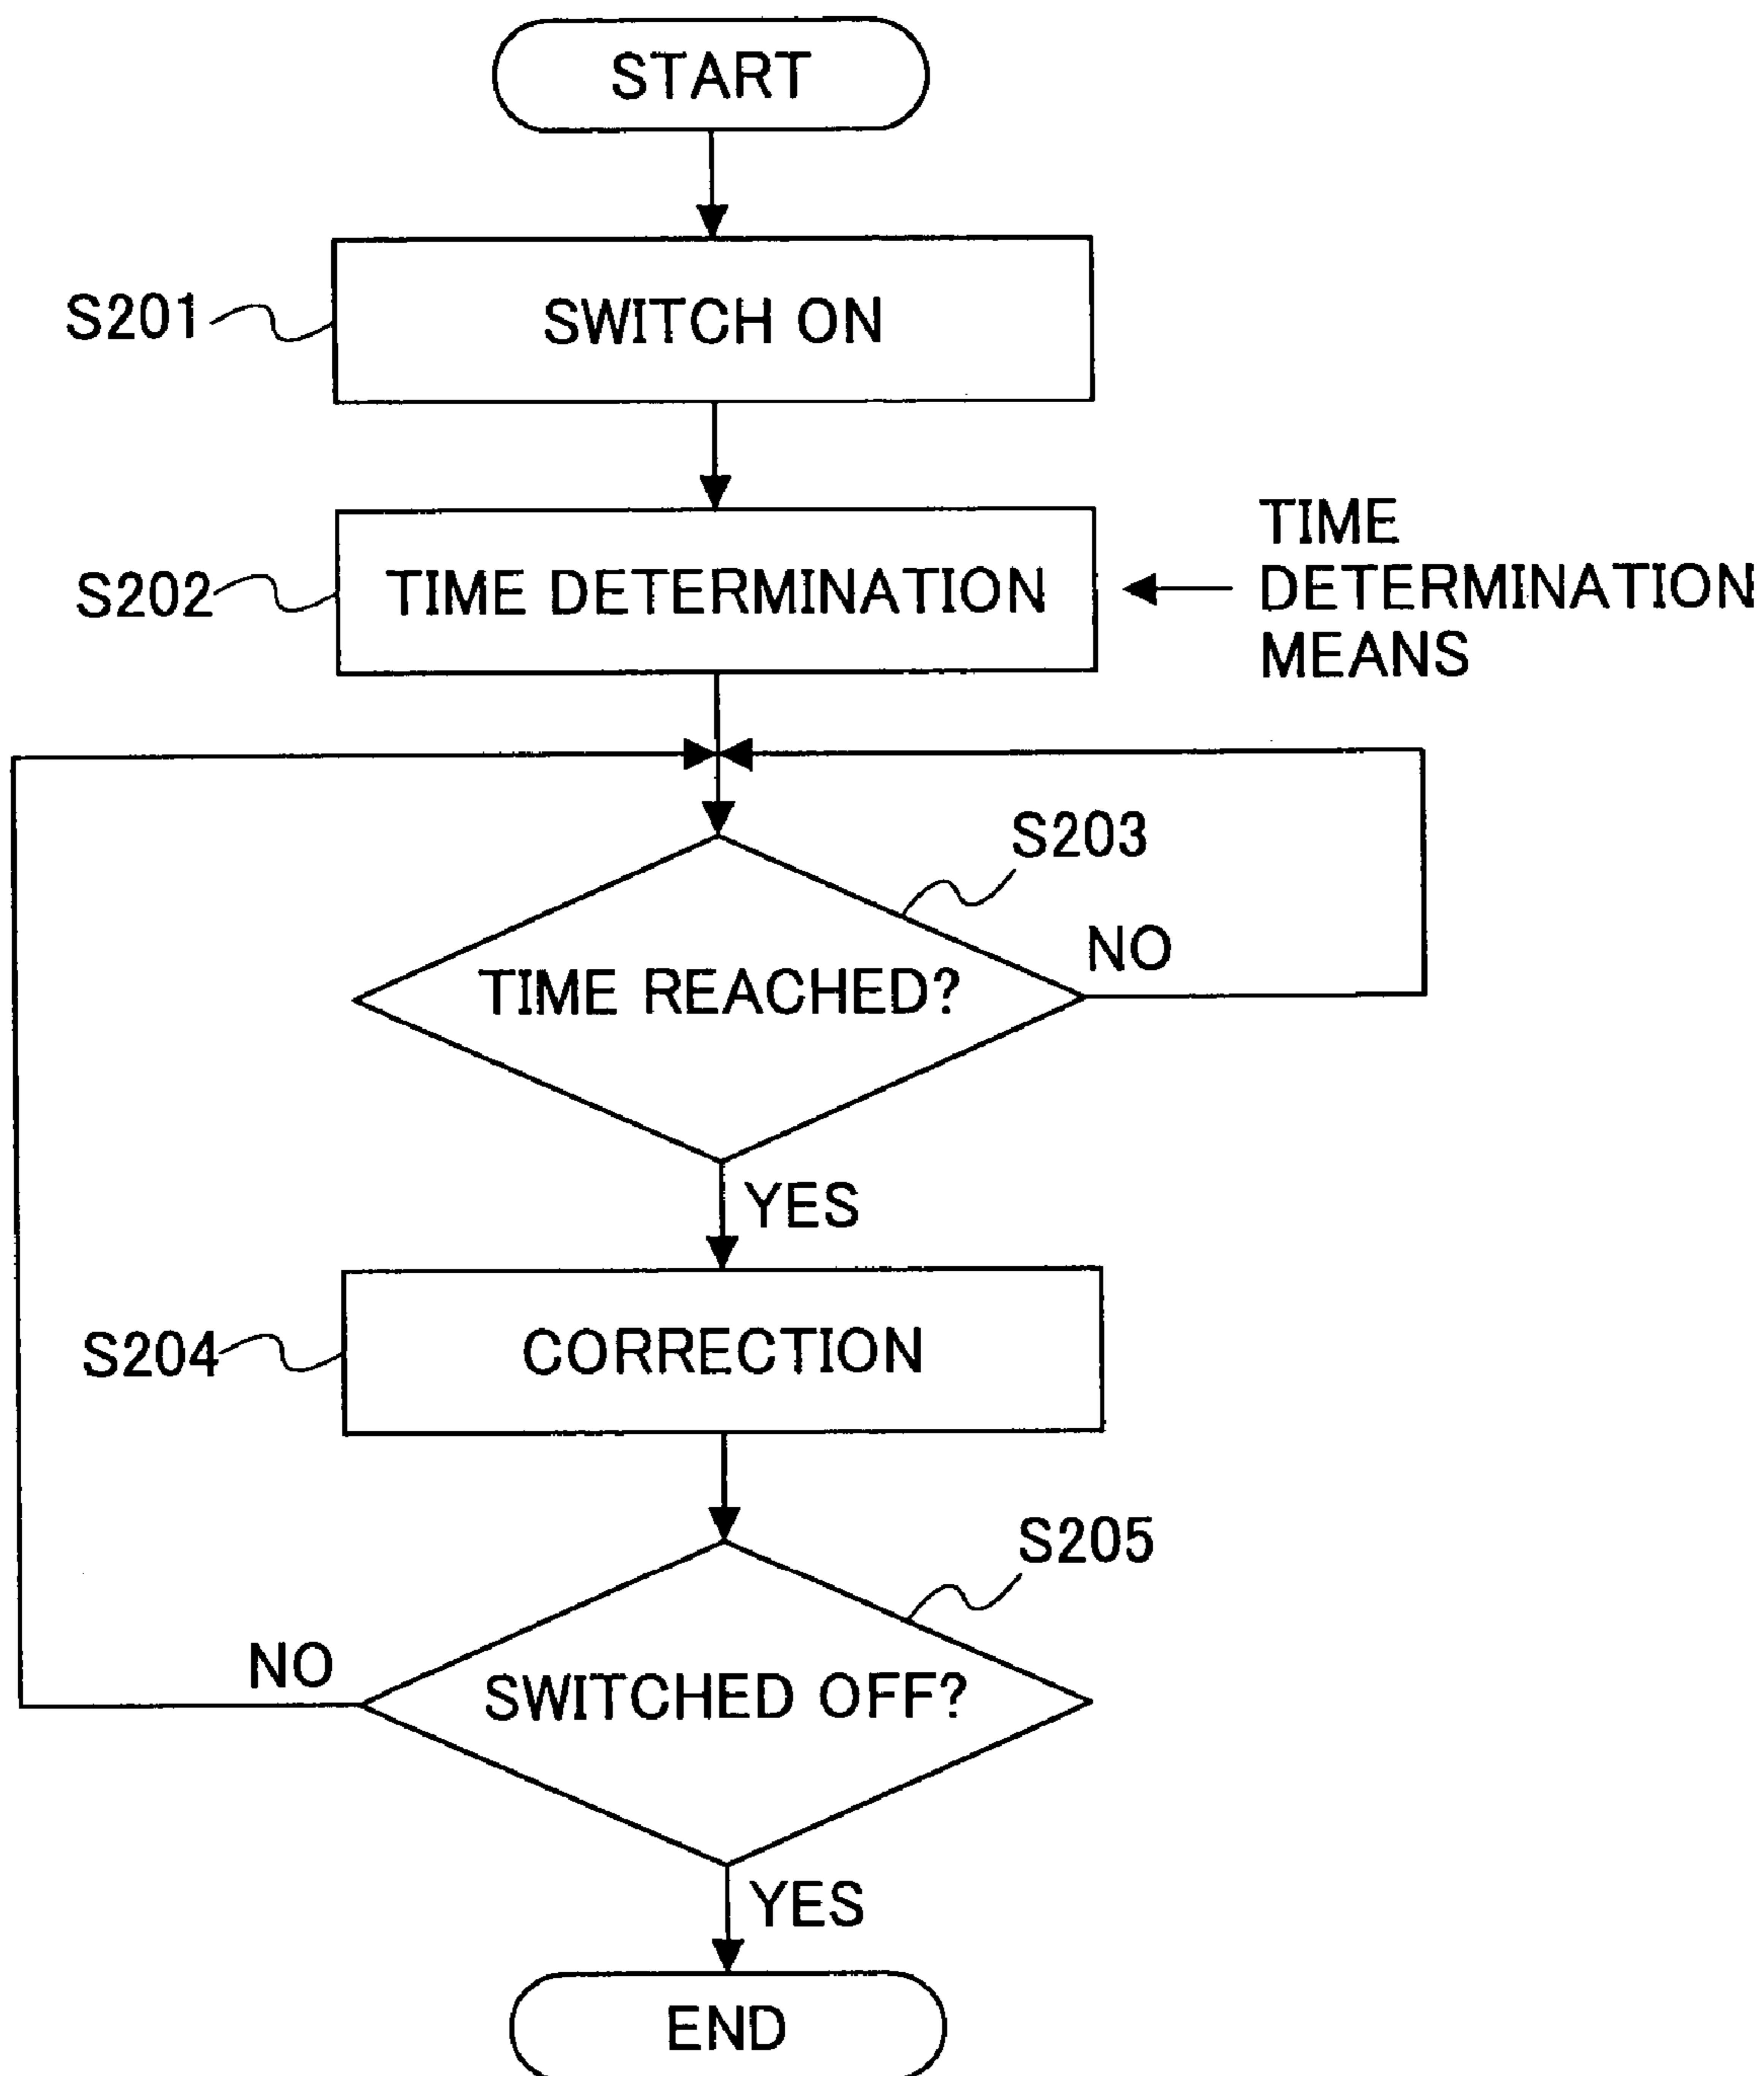 START
S201
SWITCH ON
S202
TIME DETERMINATION
TIME
DETERMINATION
MEANS
S203
NO
TIME REACHED?
YES
S204
CORRECTION
S205
NO
SWITCHED OFF?
YES
END